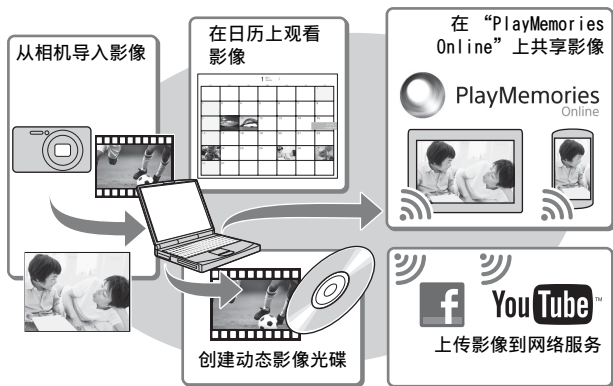 从相机导入影像
在日历上观看
影像
1
在 “PlayMemories
Online”上共享影像
PlayMemories
Online
创建动态影像光碟
f
You Tube™
上传影像到网络服务